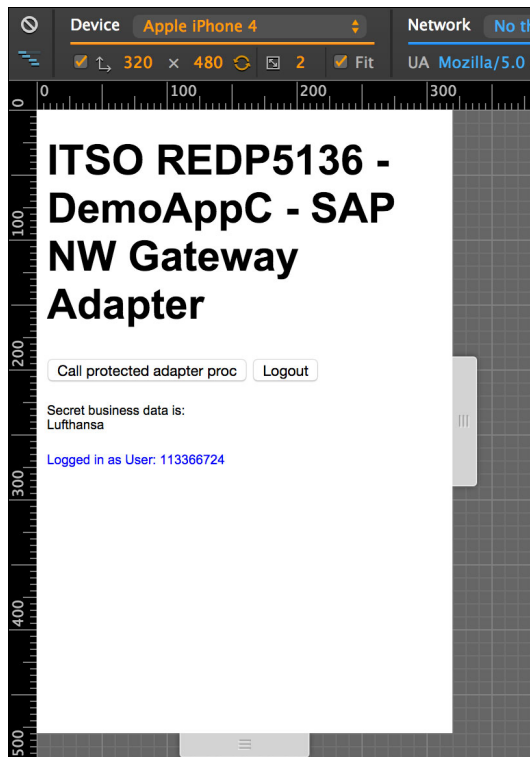 Device Apple iPhone 4 Network No th
320 × 480 2 Fit UA Mozilla/5.0
0 100 200 300
0
100
200
300
400
500
ITSO REDP5136 -
DemoAppC - SAP
NW Gateway
Adapter
Call protected adapter proc Logout
Secret business data is:
Lufthansa
Logged in as User: 113366724